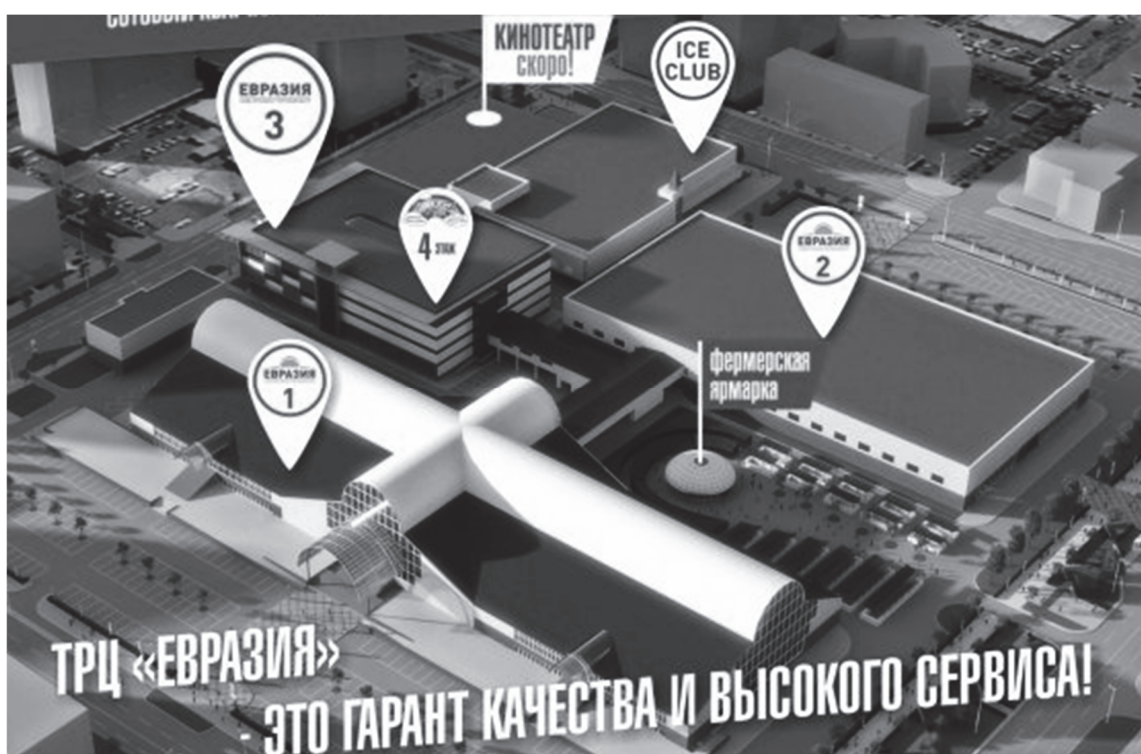 КИНОТЕАТР
скоро!
ICE
CLUB
ЕВРАЗИЯ
3
4 ЭТАЖ
ЕВРАЗИЯ
2
ЕВРАЗИЯ
1
фермерская
ярмарка
ТРЦ «ЕВРАЗИЯ»
- ЭТО ГАРАНТ КАЧЕСТВА И ВЫСОКОГО СЕРВИСА!